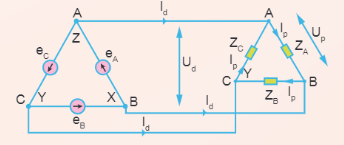 I_d
A
Z
e_C
e_A
U_d
C
Y
X
B
e_B
I_d
I_d
A
I_p
U_p
Z_C
Z_A
I_p
C
Y
B
Z_B
I_p